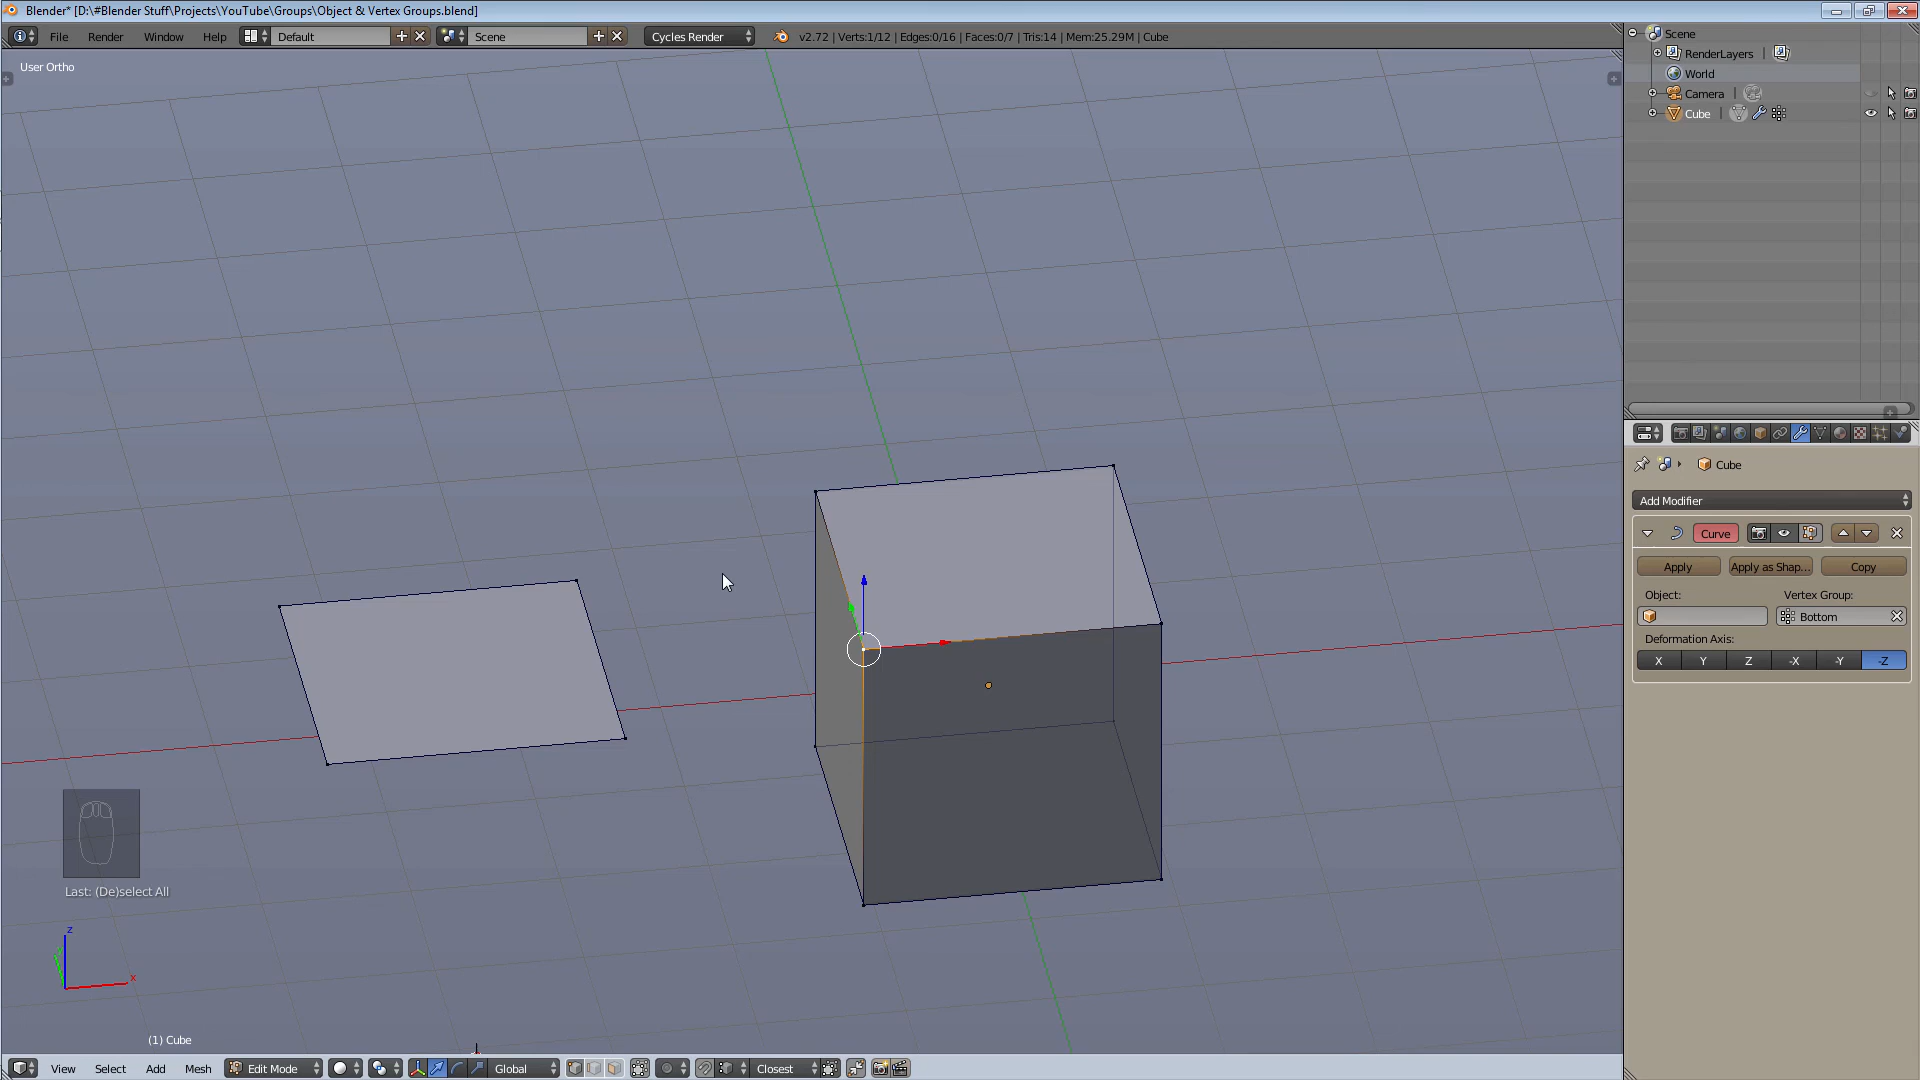 Blender* [D:\#Blender Stuff\Projects\YouTube\Groups\Object & Vertex Groups.blend]
File Render Window Help Default Scene Cycles Render v2.72 | Verts:1/12 | Edges:0/16 | Faces:0/7 | Tris:14 | Mem:25.29M | Cube
User Ortho
Scene
RenderLayers
World
Camera
Cube
Cube
Add Modifier
Curve
Apply Apply as Shap... Copy
Object: Vertex Group:
Bottom
Deformation Axis:
X Y Z -X -Y -Z
Last: (De)select All
z
x
(1) Cube
View Select Add Mesh Edit Mode Global Closest